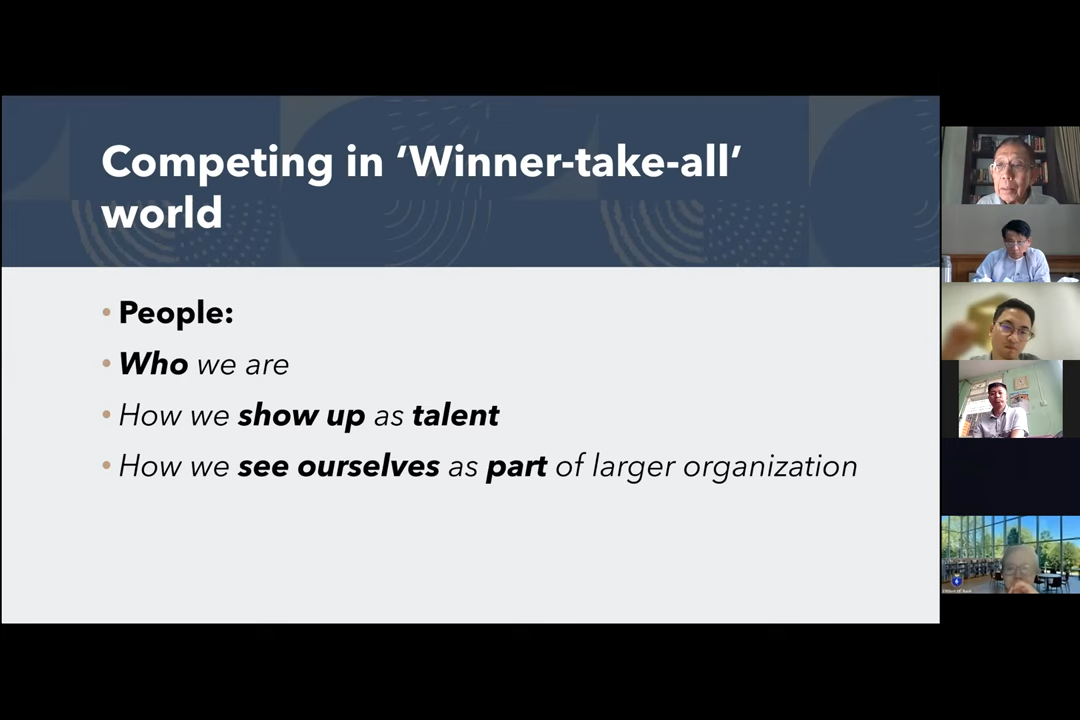 Competing in ‘Winner-take-all’
world
• People:
• Who we are
• How we show up as talent
• How we see ourselves as part of larger organization